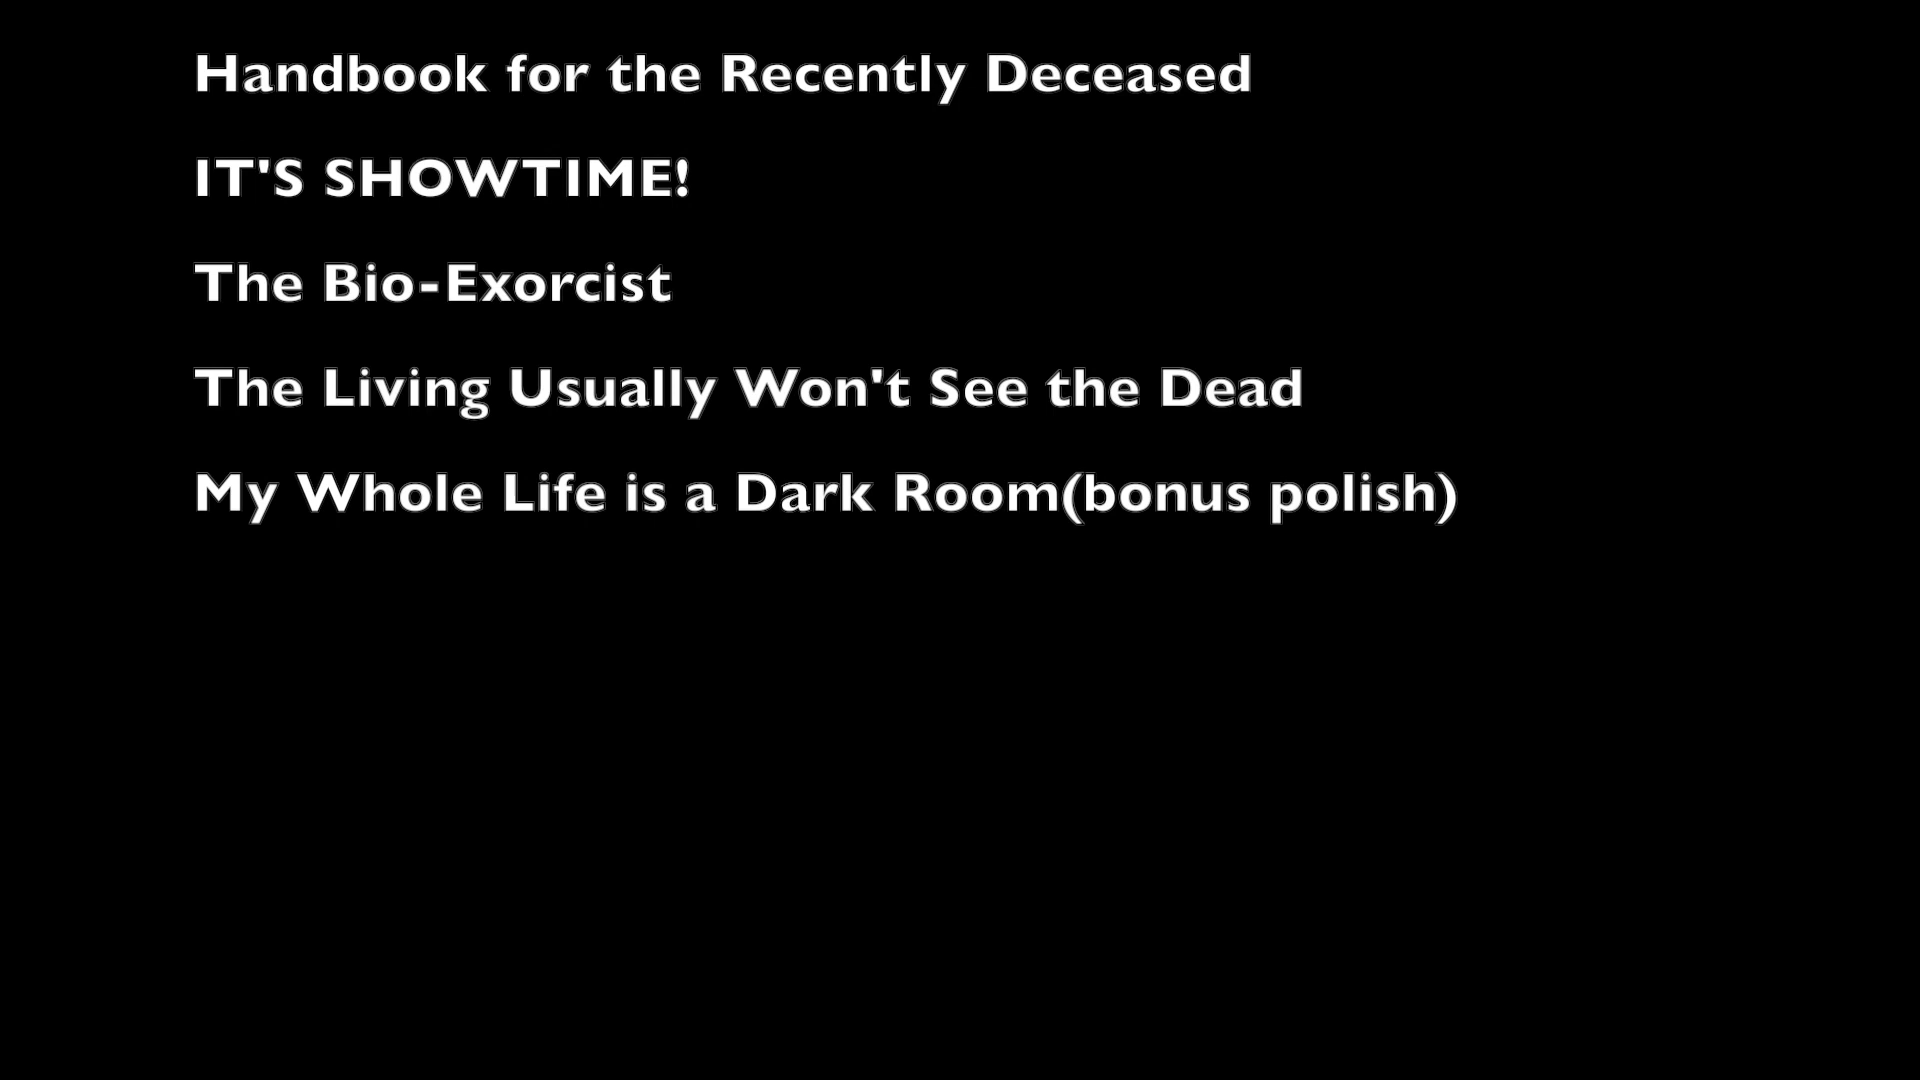 Handbook for the Recently Deceased
IT'S SHOWTIME!
The Bio-Exorcist
The Living Usually Won't See the Dead
My Whole Life is a Dark Room(bonus polish)